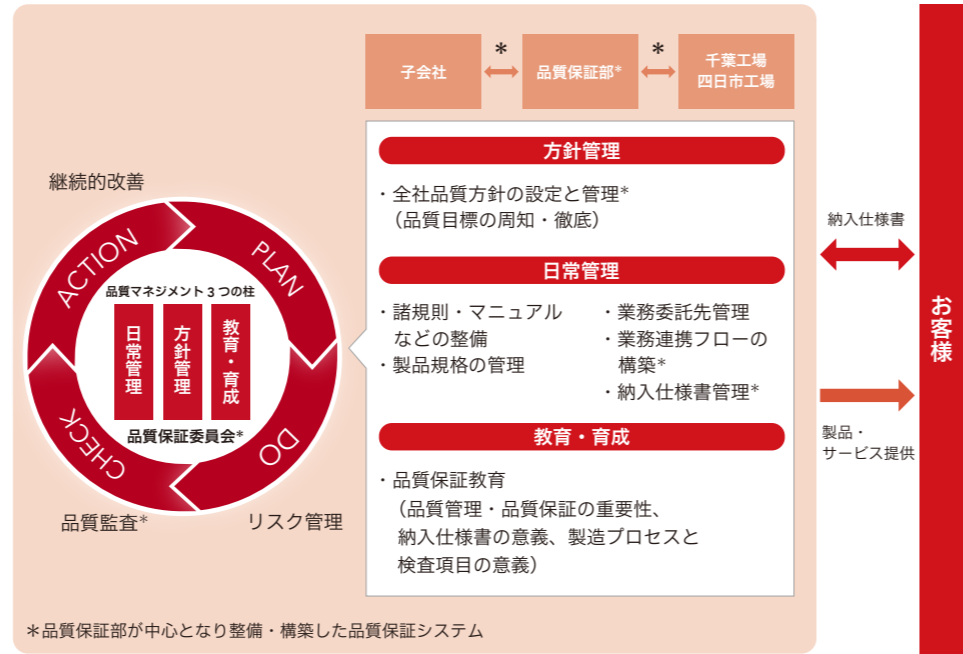 子会社
*
品質保証部*
*
千葉工場
四日市工場
継続的改善
ACTION
PLAN
DO
CHECK
品質マネジメント3つの柱
日常管理
方針管理
教育・育成
品質保証委員会*
品質監査*
リスク管理
方針管理
・全社品質方針の設定と管理*
（品質目標の周知・徹底）
日常管理
・諸規則・マニュアル
などの整備
・製品規格の管理
・業務委託先管理
・業務連携フローの
構築*
・納入仕様書管理*
教育・育成
・品質保証教育
（品質管理・品質保証の重要性、
納入仕様書の意義、製造プロセスと
検査項目の意義）
納入仕様書
製品・
サービス提供
お客様
＊品質保証部が中心となり整備・構築した品質保証システム